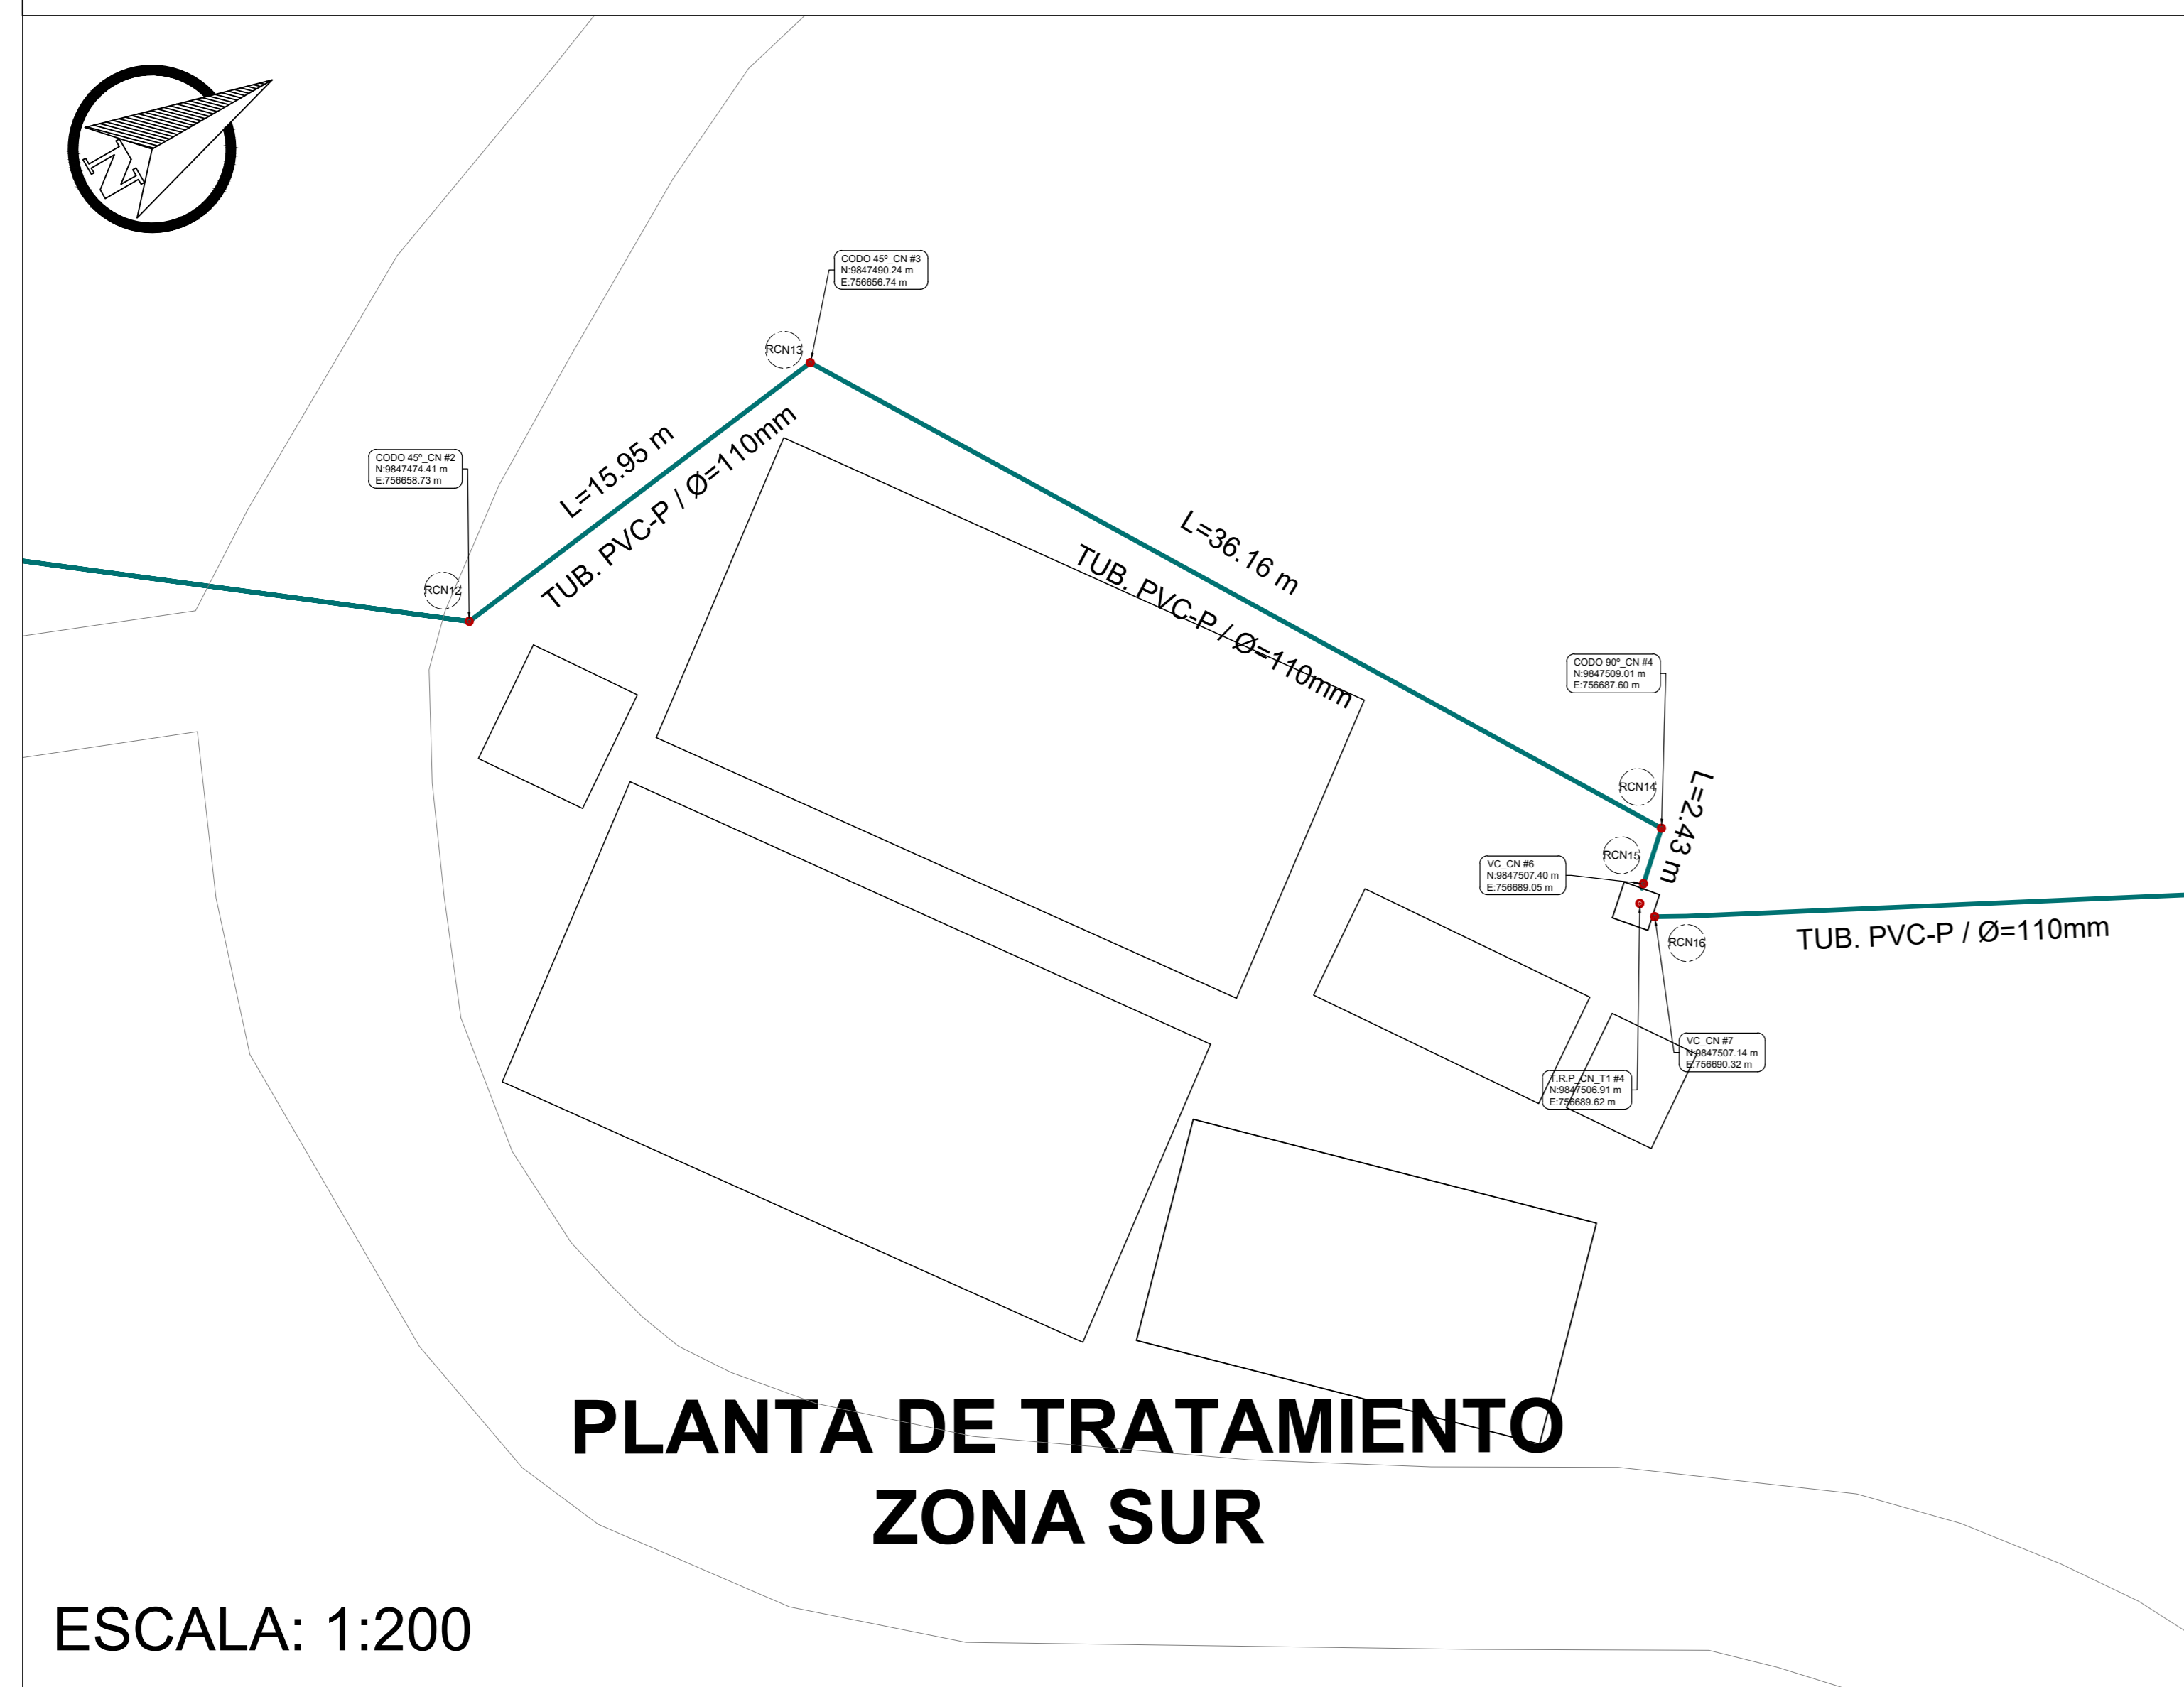 N
CODO 45º_CN #3
N:9847490.24 m
E:756656.74 m
RCN13
CODO 45º_CN #2
N:9847474.41 m
E:756658.73 m
RCN12
L=15.95 m
TUB. PVC-P / Ø=110mm
L=36.16 m
TUB. PVC-P / Ø=110mm
CODO 90º_CN #4
N:9847509.01 m
E:756687.60 m
RCN14
L=2.43 m
RCN15
VC_CN #6
N:9847507.40 m
E:756689.05 m
RCN16
TUB. PVC-P / Ø=110mm
VC_CN #7
N:9847507.14 m
E:756690.32 m
T.R.P_CN_T1 #4
N:9847506.91 m
E:756689.62 m
PLANTA DE TRATAMIENTO
ZONA SUR
ESCALA: 1:200